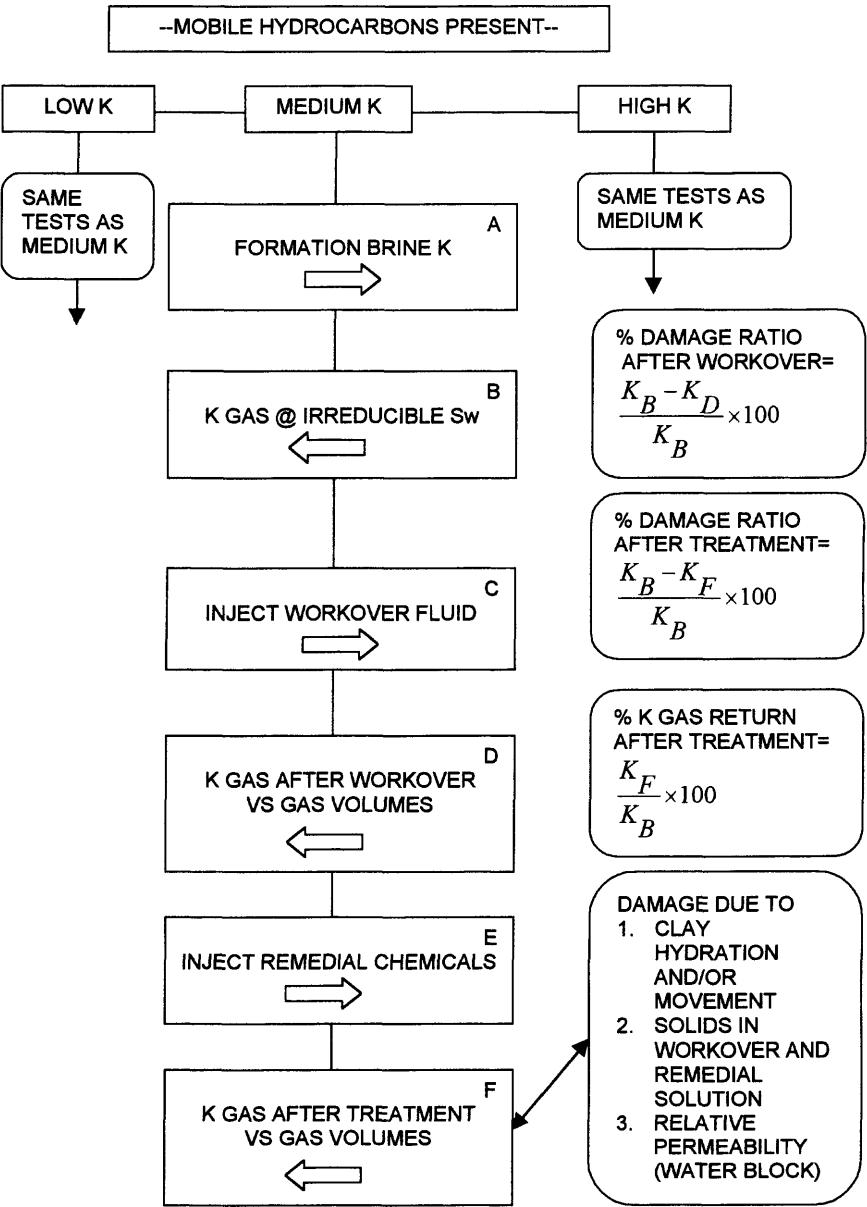 --MOBILE HYDROCARBONS PRESENT--
LOW K
MEDIUM K
HIGH K
SAME
TESTS AS
MEDIUM K
SAME TESTS AS
MEDIUM K
A
FORMATION BRINE K
B
K GAS @ IRREDUCIBLE Sw
C
INJECT WORKOVER FLUID
D
K GAS AFTER WORKOVER
VS GAS VOLUMES
E
INJECT REMEDIAL CHEMICALS
F
K GAS AFTER TREATMENT
VS GAS VOLUMES
% DAMAGE RATIO
AFTER WORKOVER=
K_B – K_D
×100
K_B
% DAMAGE RATIO
AFTER TREATMENT=
K_B – K_F
×100
K_B
% K GAS RETURN
AFTER TREATMENT=
K_F
×100
K_B
DAMAGE DUE TO
1. CLAY
HYDRATION
AND/OR
MOVEMENT
2. SOLIDS IN
WORKOVER AND
REMEDIAL
SOLUTION
3. RELATIVE
PERMEABILITY
(WATER BLOCK)